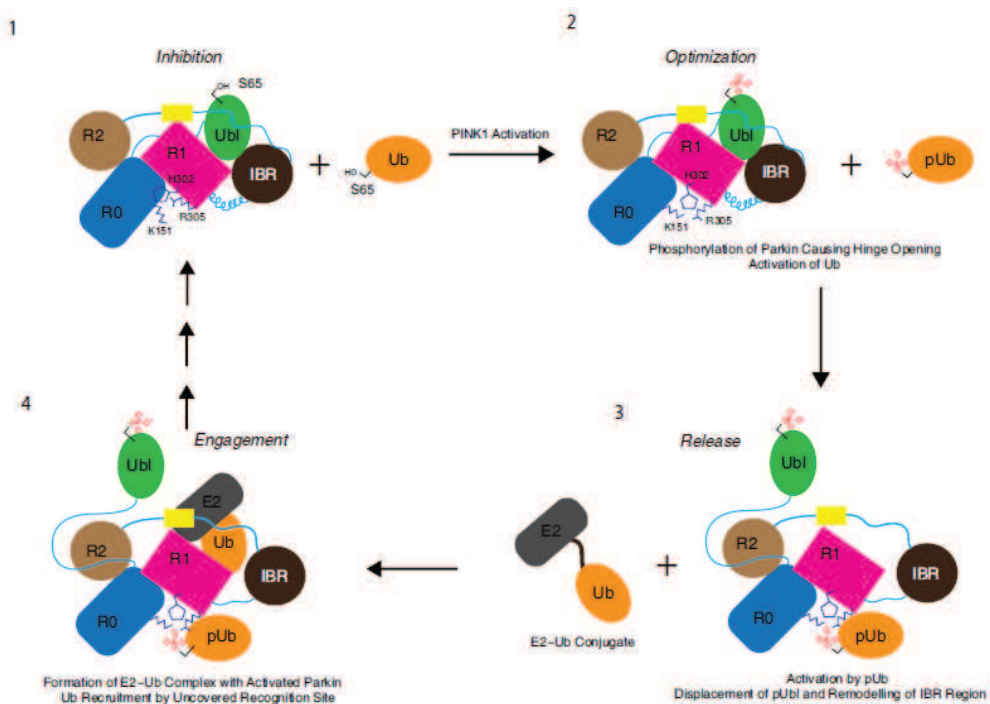 1
Inhibition
OH
S65
R2
Ubl
R1
H302
IBR
R0
R305
K151
+
Ub
HO
S65
PINK1 Activation
2
Optimization
R2
Ubl
R1
H302
IBR
R0
R305
K151
+
pUb
Phosphorylation of Parkin Causing Hinge Opening
Activation of Ub
3
Release
Ubl
R2
R1
IBR
R0
pUb
Activation by pUb
Displacement of pUbl and Remodelling of IBR Region
+
E2
Ub
E2-Ub Conjugate
4
Engagement
Ubl
E2
R2
Ub
R1
IBR
R0
pUb
Formation of E2-Ub Complex with Activated Parkin
Ub Recruitment by Uncovered Recognition Site